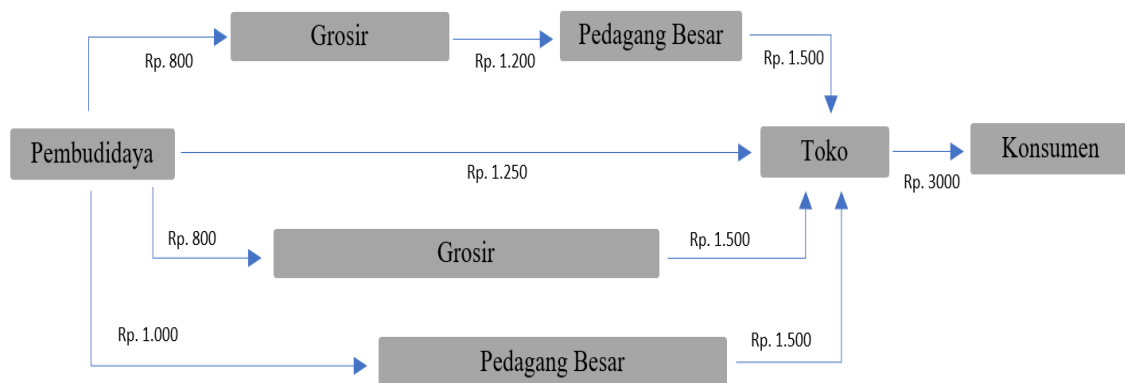 Grosir
Pedagang Besar
Rp. 800
Rp. 1.200
Rp. 1.500
Pembudidaya
Toko
Konsumen
Rp. 1.250
Rp. 3000
Rp. 800
Grosir
Rp. 1.500
Rp. 1.000
Pedagang Besar
Rp. 1.500